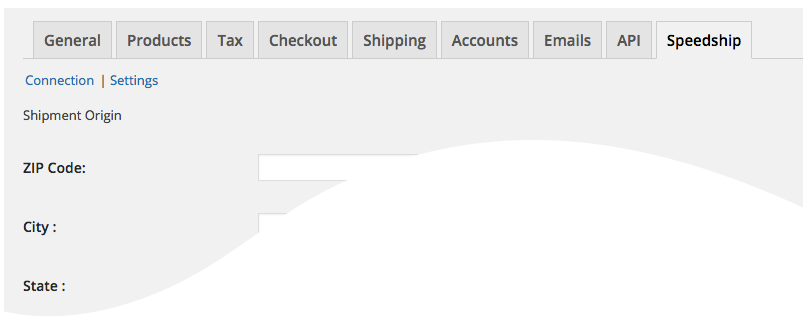 General Products Tax Checkout Shipping Accounts Emails API Speedship
Connection | Settings
Shipment Origin
ZIP Code:
City :
State :